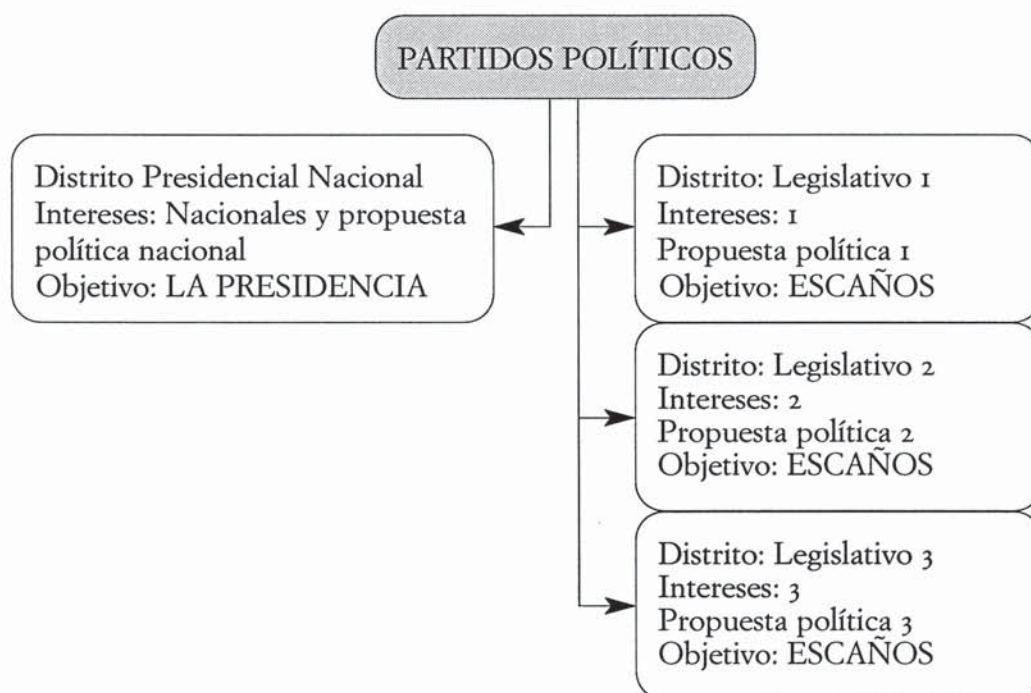 PARTIDOS POLÍTICOS
Distrito Presidencial Nacional
Intereses: Nacionales y propuesta
política nacional
Objetivo: LA PRESIDENCIA
Distrito: Legislativo 1
Intereses: 1
Propuesta política 1
Objetivo: ESCAÑOS
Distrito: Legislativo 2
Intereses: 2
Propuesta política 2
Objetivo: ESCAÑOS
Distrito: Legislativo 3
Intereses: 3
Propuesta política 3
Objetivo: ESCAÑOS